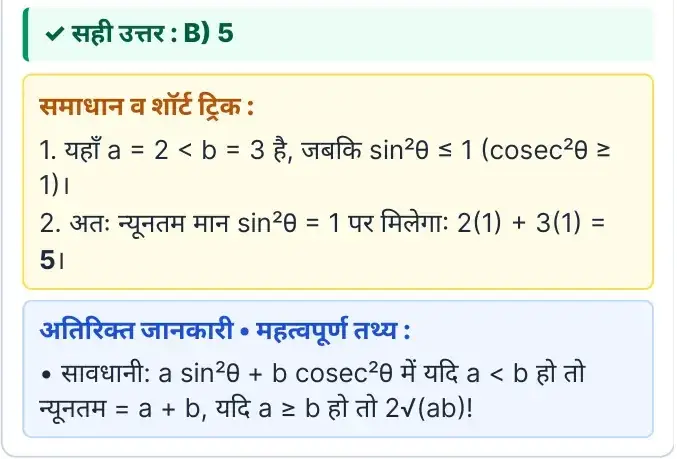 ✓ सही उत्तर : B) 5
समाधान व शॉर्ट ट्रिक :
1. यहाँ a = 2 < b = 3 है, जबकि sin²θ ≤ 1 (cosec²θ ≥
1)।
2. अतः न्यूनतम मान sin²θ = 1 पर मिलेगा: 2(1) + 3(1) =
5।
अतिरिक्त जानकारी • महत्वपूर्ण तथ्य :
• सावधानी: a sin²θ + b cosec²θ में यदि a < b हो तो
न्यूनतम = a + b, यदि a ≥ b हो तो 2√(ab)!